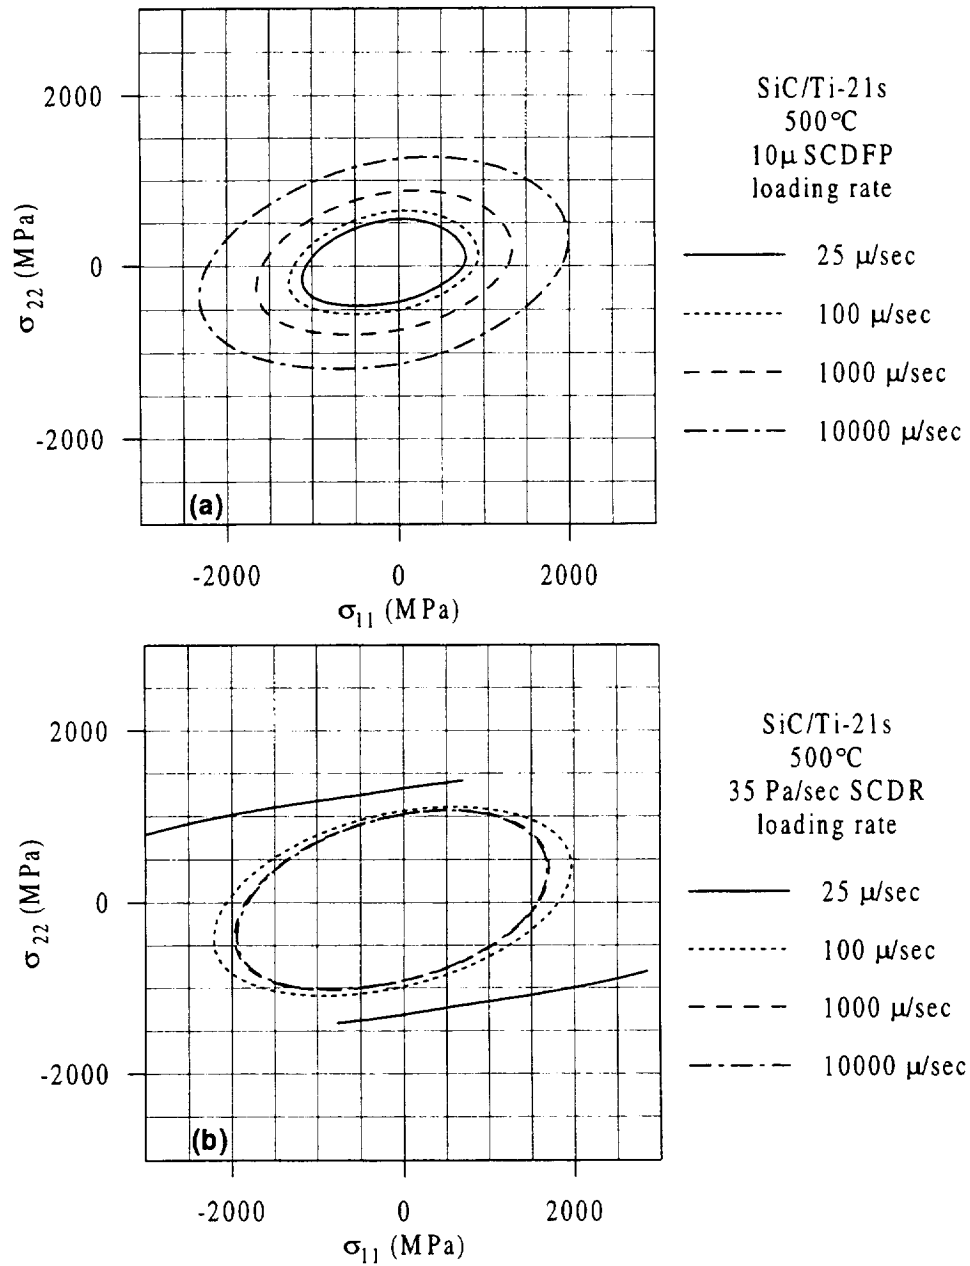 2000
0
-2000
σ22 (MPa)
(a)
-2000 0 2000
σ11 (MPa)
SiC/Ti-21s
500°C
10μ SCDFP
loading rate
25 μ/sec
100 μ/sec
1000 μ/sec
10000 μ/sec
2000
0
-2000
σ22 (MPa)
(b)
-2000 0 2000
σ11 (MPa)
SiC/Ti-21s
500°C
35 Pa/sec SCDR
loading rate
25 μ/sec
100 μ/sec
1000 μ/sec
10000 μ/sec